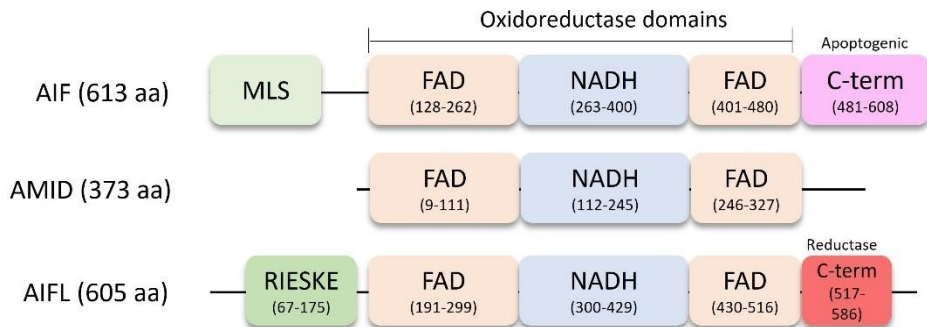 Oxidoreductase domains
Apoptogenic
AIF (613 aa)
MLS
FAD
(128-262)
NADH
(263-400)
FAD
(401-480)
C-term
(481-608)
AMID (373 aa)
FAD
(9-111)
NADH
(112-245)
FAD
(246-327)
Reductase
AIFL (605 aa)
RIESKE
(67-175)
FAD
(191-299)
NADH
(300-429)
FAD
(430-516)
C-term
(517-
586)